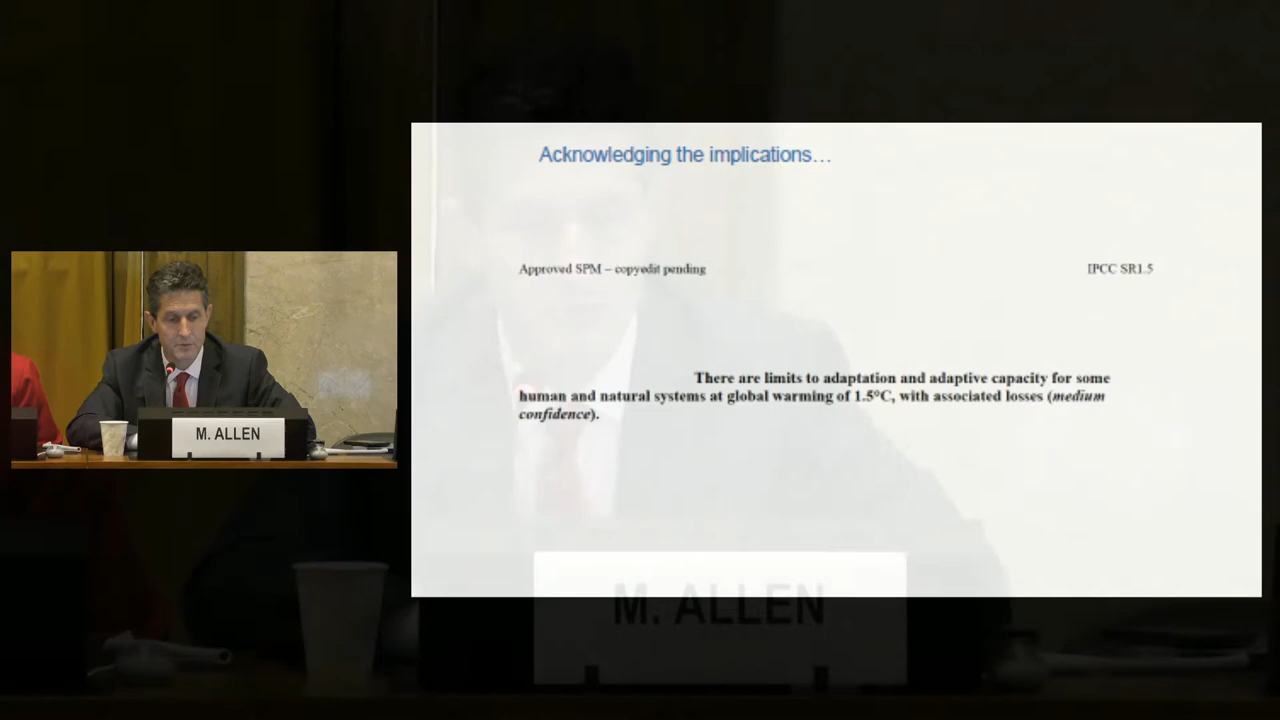 Acknowledging the implications…
Approved SPM – copyedit pending IPCC SR1.5
There are limits to adaptation and adaptive capacity for some
human and natural systems at global warming of 1.5°C, with associated losses (medium
confidence).
M. ALLEN
M. ALLEN